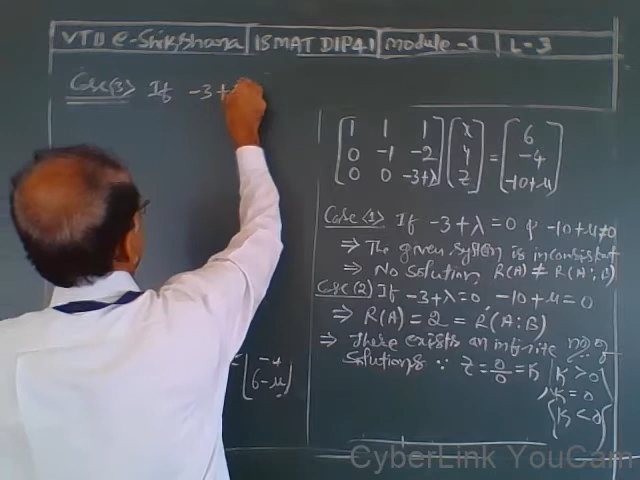 VTU e-Shikshana 18MAT DIP41 Module -1 L-3
Case(3) If -3+
[1 1 1] [x] [6]
[0 -1 -2] [y] = [-4]
[0 0 -3+λ] [z] [-10+μ]
Case (1) If -3+λ=0 & -10+μ≠0
⇒ The given system is inconsistent
⇒ No solution, R(A) ≠ R(A:B)
Case(2) If -3+λ=0, -10+μ=0
⇒ R(A) = 2 = R(A:B)
⇒ There exists an infinite no of
Solutions ∵ z = 0/0 = K
K > 0
K = 0
K < 0
6-μ
CyberLink YouCam